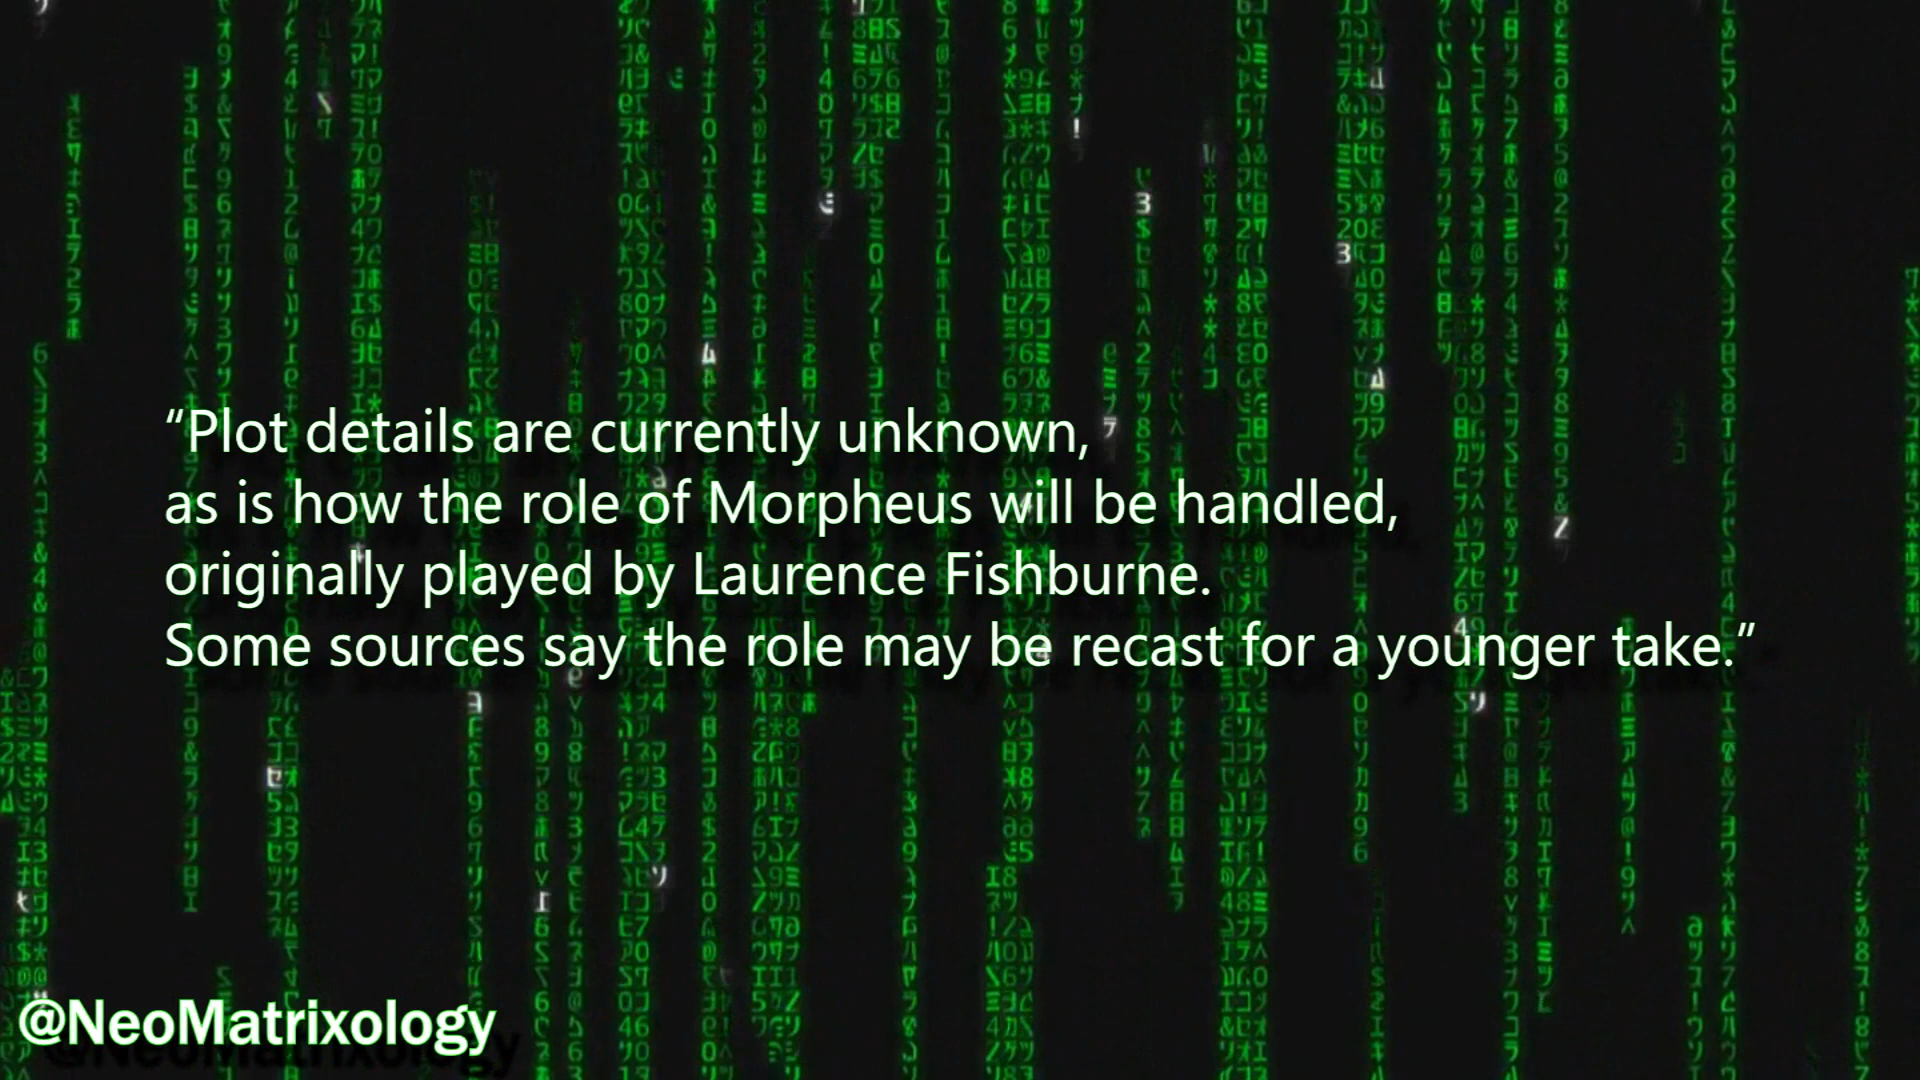 “Plot details are currently unknown,
as is how the role of Morpheus will be handled,
originally played by Laurence Fishburne.
Some sources say the role may be recast for a younger take.”
@NeoMatrixology